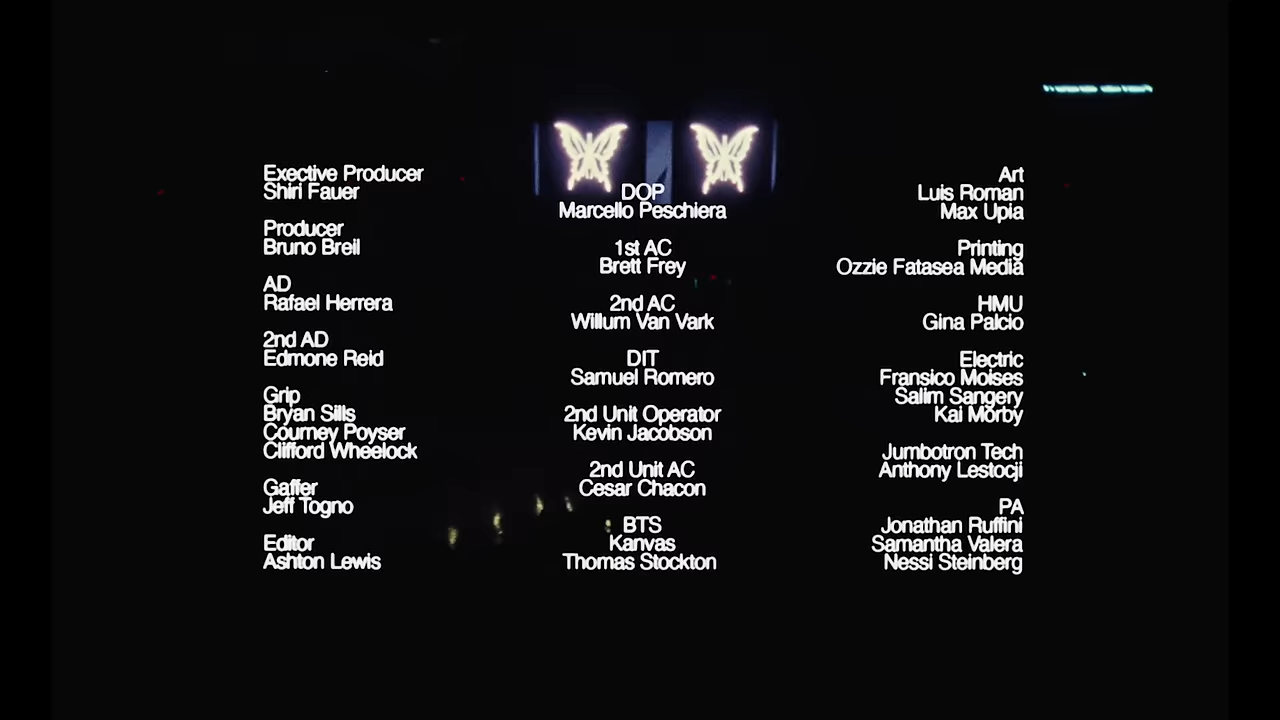 Exective Producer
Shiri Fauer
Producer
Bruno Breil
AD
Rafael Herrera
2nd AD
Edmone Reid
Grip
Bryan Sills
Courney Poyser
Clifford Wheelock
Gaffer
Jeff Togno
Editor
Ashton Lewis
DOP
Marcello Peschiera
1st AC
Brett Frey
2nd AC
Willum Van Vark
DIT
Samuel Romero
2nd Unit Operator
Kevin Jacobson
2nd Unit AC
Cesar Chacon
BTS
Kanvas
Thomas Stockton
Art
Luis Roman
Max Upia
Printing
Ozzie Fatasea Media
HMU
Gina Palcio
Electric
Fransico Moises
Salim Sangery
Kai Morby
Jumbotron Tech
Anthony Lestocji
PA
Jonathan Ruffini
Samantha Valera
Nessi Steinberg